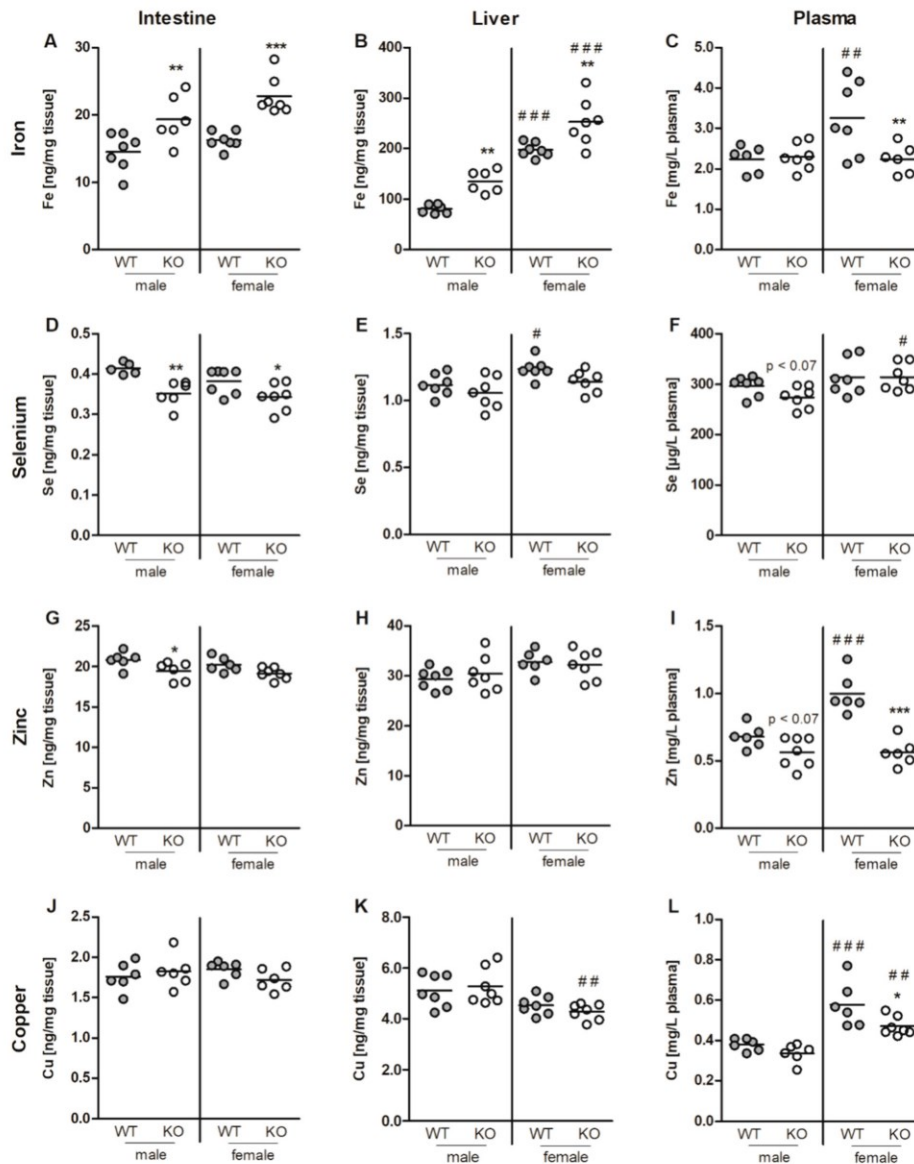 Intestine Liver Plasma
Iron
A
**
***
Fe [ng/mg tissue]
30
20
10
0
WT KO WT KO
male female
B
**
###
###
**
Fe [ng/mg tissue]
400
300
200
100
0
WT KO WT KO
male female
C
##
**
Fe [mg/L plasma]
5.0
4.0
3.0
2.0
1.0
0.0
WT KO WT KO
male female
Selenium
D
**
*
Se [ng/mg tissue]
0.5
0.4
0.3
0.2
0.1
0.0
WT KO WT KO
male female
E
#
Se [ng/mg tissue]
1.5
1.0
0.5
0.0
WT KO WT KO
male female
F
p < 0.07
#
Se [µg/L plasma]
400
300
200
100
0
WT KO WT KO
male female
Zinc
G
*
Zn [ng/mg tissue]
25
20
15
10
5
0
WT KO WT KO
male female
H
Zn [ng/mg tissue]
40
30
20
10
0
WT KO WT KO
male female
I
p < 0.07
###
***
Zn [mg/L plasma]
1.5
1.0
0.5
0.0
WT KO WT KO
male female
Copper
J
Cu [ng/mg tissue]
2.5
2.0
1.5
1.0
0.5
0.0
WT KO WT KO
male female
K
##
Cu [ng/mg tissue]
8.0
6.0
4.0
2.0
0.0
WT KO WT KO
male female
L
###
##
*
Cu [mg/L plasma]
1.0
0.8
0.6
0.4
0.2
0.0
WT KO WT KO
male female